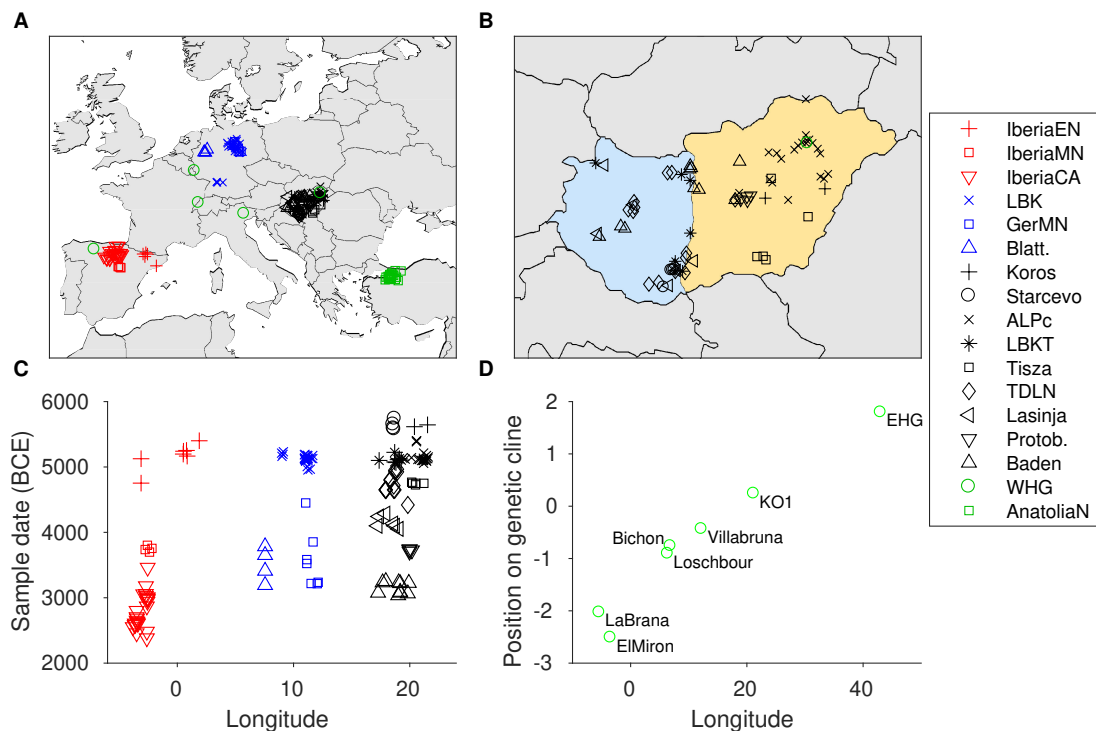 A
B
IberiaEN
IberiaMN
IberiaCA
LBK
GerMN
Blatt.
Koros
Starcevo
ALPc
LBKT
Tisza
TDLN
Lasinja
Protob.
Baden
WHG
AnatoliaN
C
6000
5000
4000
3000
2000
Sample date (BCE)
0
10
20
Longitude
D
2
1
0
-1
-2
-3
Position on genetic cline
EHG
KO1
Villabruna
Bichon
Loschbour
LaBrana
ElMiron
0
20
40
Longitude